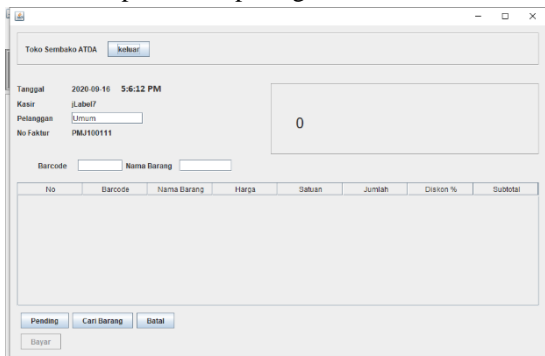 Toko Sembako ATDA keluar
Tanggal 2020-09-16 5:6:12 PM
Kasir jLabel7
Pelanggan Umum
No Faktur PMJ100111
0
Barcode Nama Barang
No Barcode Nama Barang Harga Satuan Jumlah Diskon % Subtotal
Pending Cari Barang Batal
Bayar